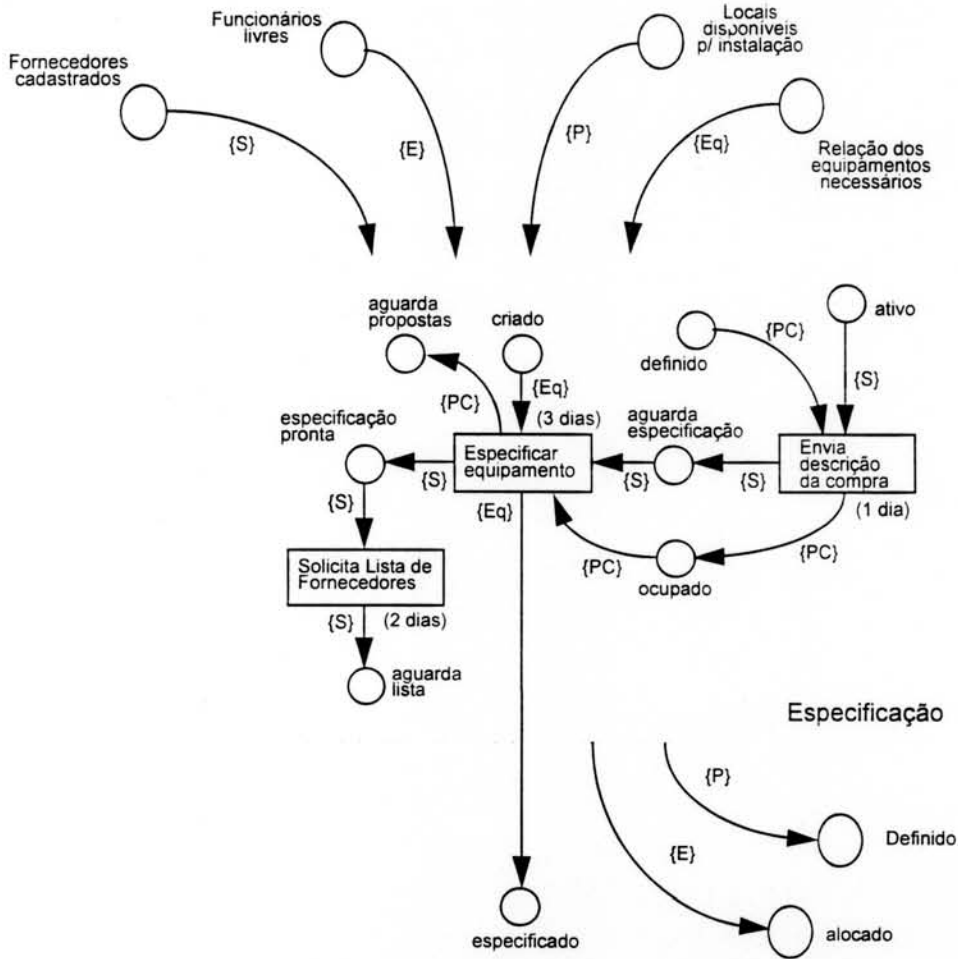 Funcionários
livres
Locais
disponíveis
p/ instalação
Fornecedores
cadastrados
{S}
{E}
{P}
{Eq}
Relação dos
equipamentos
necessários
aguarda
propostas
criado
ativo
definido
{PC}
{S}
{Eq}
{PC}
(3 dias)
especificação
pronta
aguarda
especificação
Especificar
equipamento
Envia
descrição
da compra
{S}
{S}
{S}
{S}
{Eq}
(1 dia)
{PC}
{PC}
ocupado
Solicita Lista de
Fornecedores
{S}
(2 dias)
aguarda
lista
Especificação
{P}
Definido
{E}
especificado
alocado